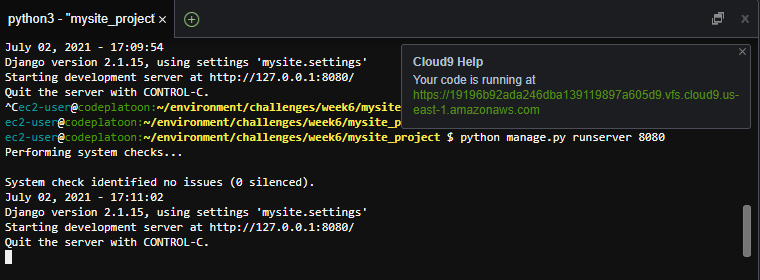 python3 - "mysite_project"
July 02, 2021 - 17:09:54
Django version 2.1.15, using settings 'mysite.settings'
Starting development server at http://127.0.0.1:8080/
Quit the server with CONTROL-C.
^Cec2-user@codeplatoon:~/environment/challenges/week6/mysite_
ec2-user@codeplatoon:~/environment/challenges/week6/mysite_p
ec2-user@codeplatoon:~/environment/challenges/week6/mysite_project $ python manage.py runserver 8080
Performing system checks...
System check identified no issues (0 silenced).
July 02, 2021 - 17:11:02
Django version 2.1.15, using settings 'mysite.settings'
Starting development server at http://127.0.0.1:8080/
Quit the server with CONTROL-C.
Cloud9 Help
Your code is running at
https://19196b92ada246dba139119897a605d9.vfs.cloud9.us-
east-1.amazonaws.com